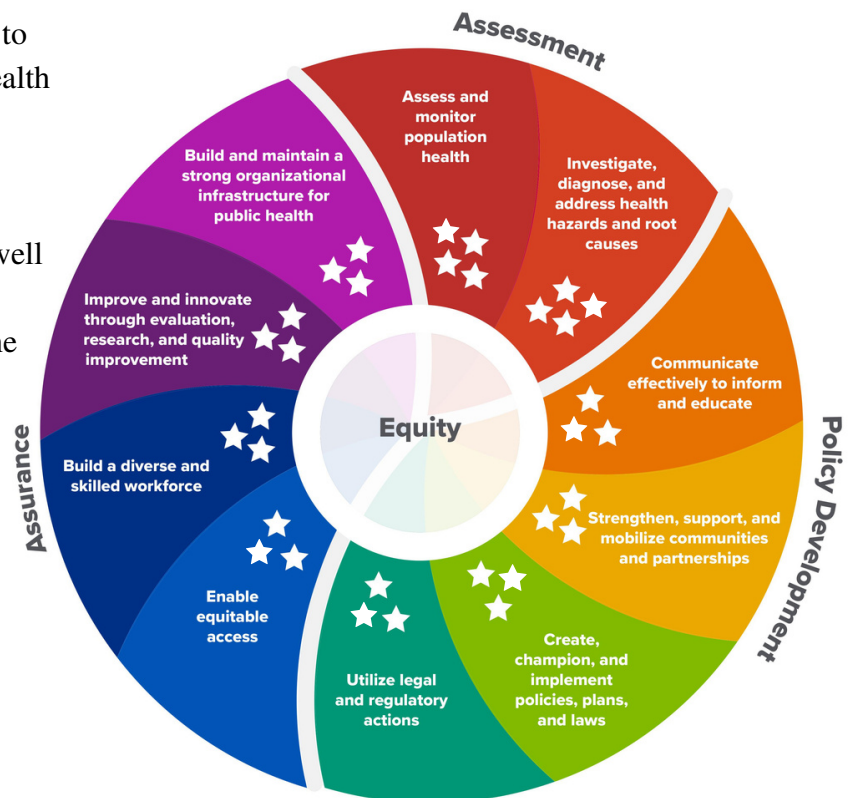 to
ealth
well
ne
Assessment
Assess and
monitor
population
health
Investigate,
diagnose, and
address health
hazards and root
causes
Communicate
effectively to inform
and educate
Policy Development
Strengthen, support, and
mobilize communities
and partnerships
Create,
champion, and
implement
policies, plans,
and laws
Utilize legal
and regulatory
actions
Enable
equitable
access
Assurance
Build a diverse and
skilled workforce
Improve and innovate
through evaluation,
research, and quality
improvement
Build and maintain a
strong organizational
infrastructure for
public health
Equity